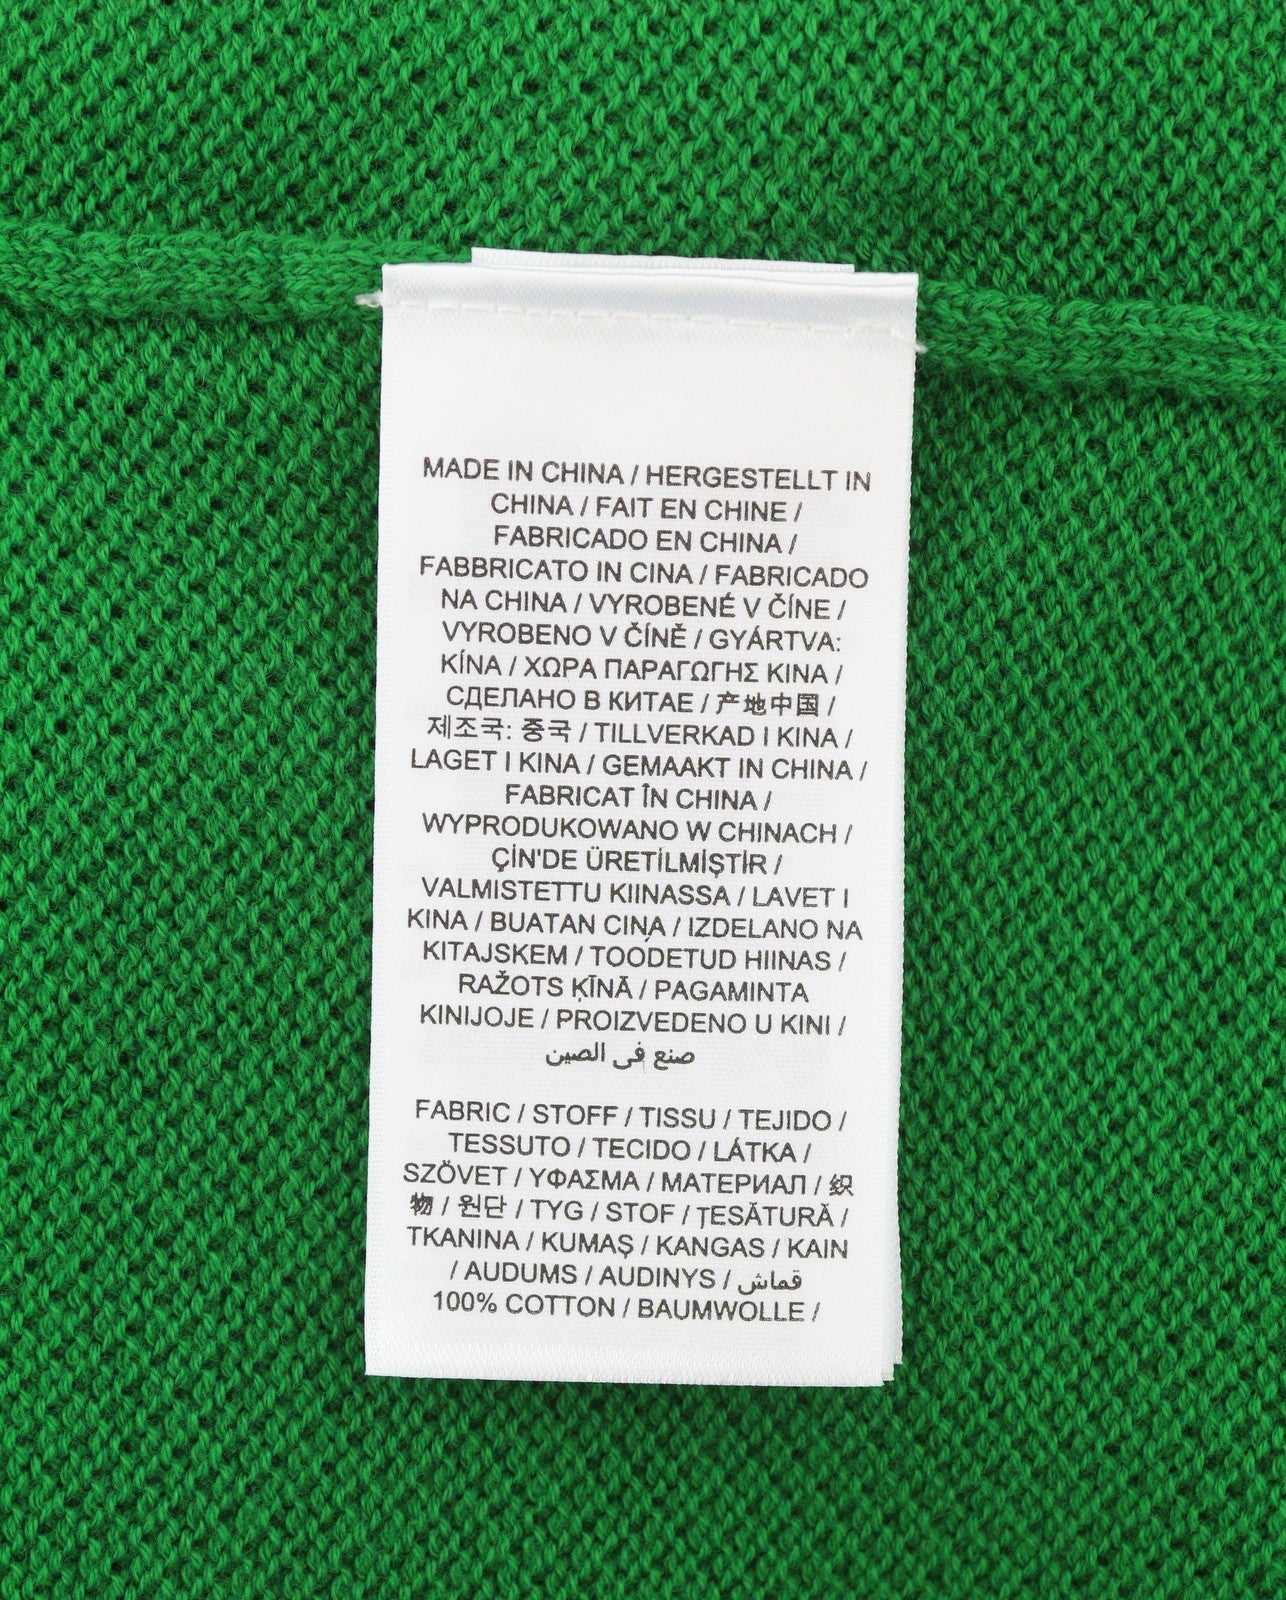 MADE IN CHINA / HERGESTELLT IN
CHINA / FAIT EN CHINE /
FABRICADO EN CHINA /
FABBRICATO IN CINA / FABRICADO
NA CHINA / VYROBENÉ V ČÍNE /
VYROBENO V ČÍNĚ / GYÁRTVA:
KÍNA / ΧΩΡΑ ΠΑΡΑΓΩΓΗΣ ΚΙΝΑ /
СДЕЛАНО В КИТАЕ / 产地中国 /
제조국: 중국 / TILLVERKAD I KINA /
LAGET I KINA / GEMAAKT IN CHINA /
FABRICAT ÎN CHINA /
WYPRODUKOWANO W CHINACH /
ÇİN'DE ÜRETİLMİŞTİR /
VALMISTETTU KIINASSA / LAVET I
KINA / BUATAN CINA / IZDELANO NA
KITAJSKEM / TOODETUD HIINAS /
RAŽOTS ĶĪNĀ / PAGAMINTA
KINIJOJE / PROIZVEDENO U KINI /
صنع في الصين
FABRIC / STOFF / TISSU / TEJIDO /
TESSUTO / TECIDO / LÁTKA /
SZÖVET / ΥΦΑΣΜΑ / МАТЕРИАЛ / 织
物 / 원단 / TYG / STOF / ȚESĂTURĂ /
TKANINA / KUMAŞ / KANGAS / KAIN
/ AUDUMS / AUDINYS / قماش
100% COTTON / BAUMWOLLE /